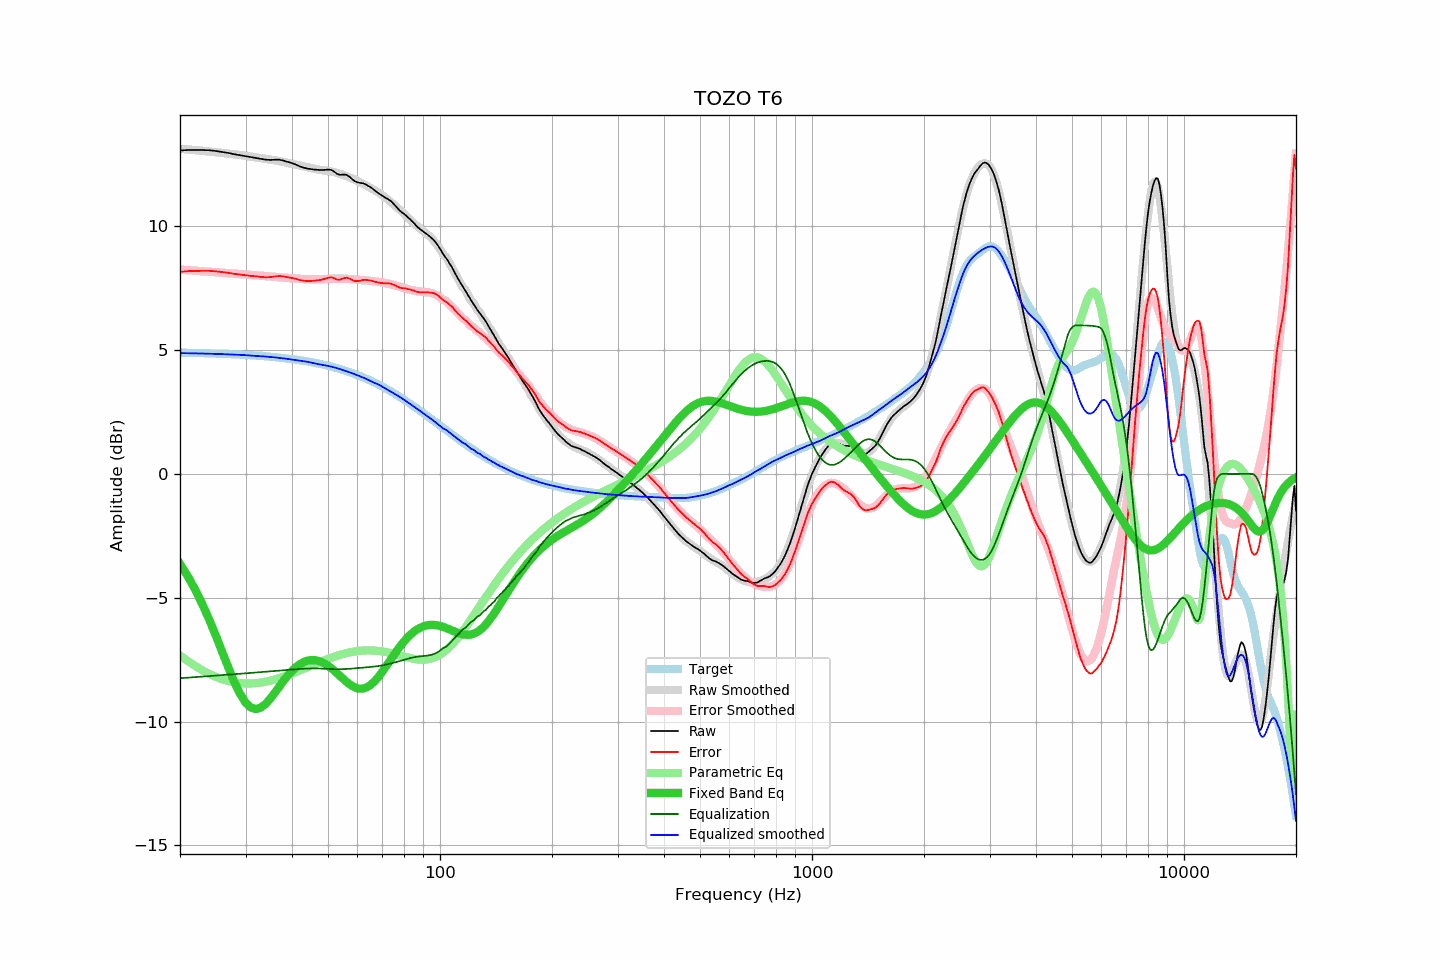 TOZO T6
Amplitude (dBr)
10
5
0
−5
−10
−15
100
1000
10000
Frequency (Hz)
Target
Raw Smoothed
Error Smoothed
Raw
Error
Parametric Eq
Fixed Band Eq
Equalization
Equalized smoothed